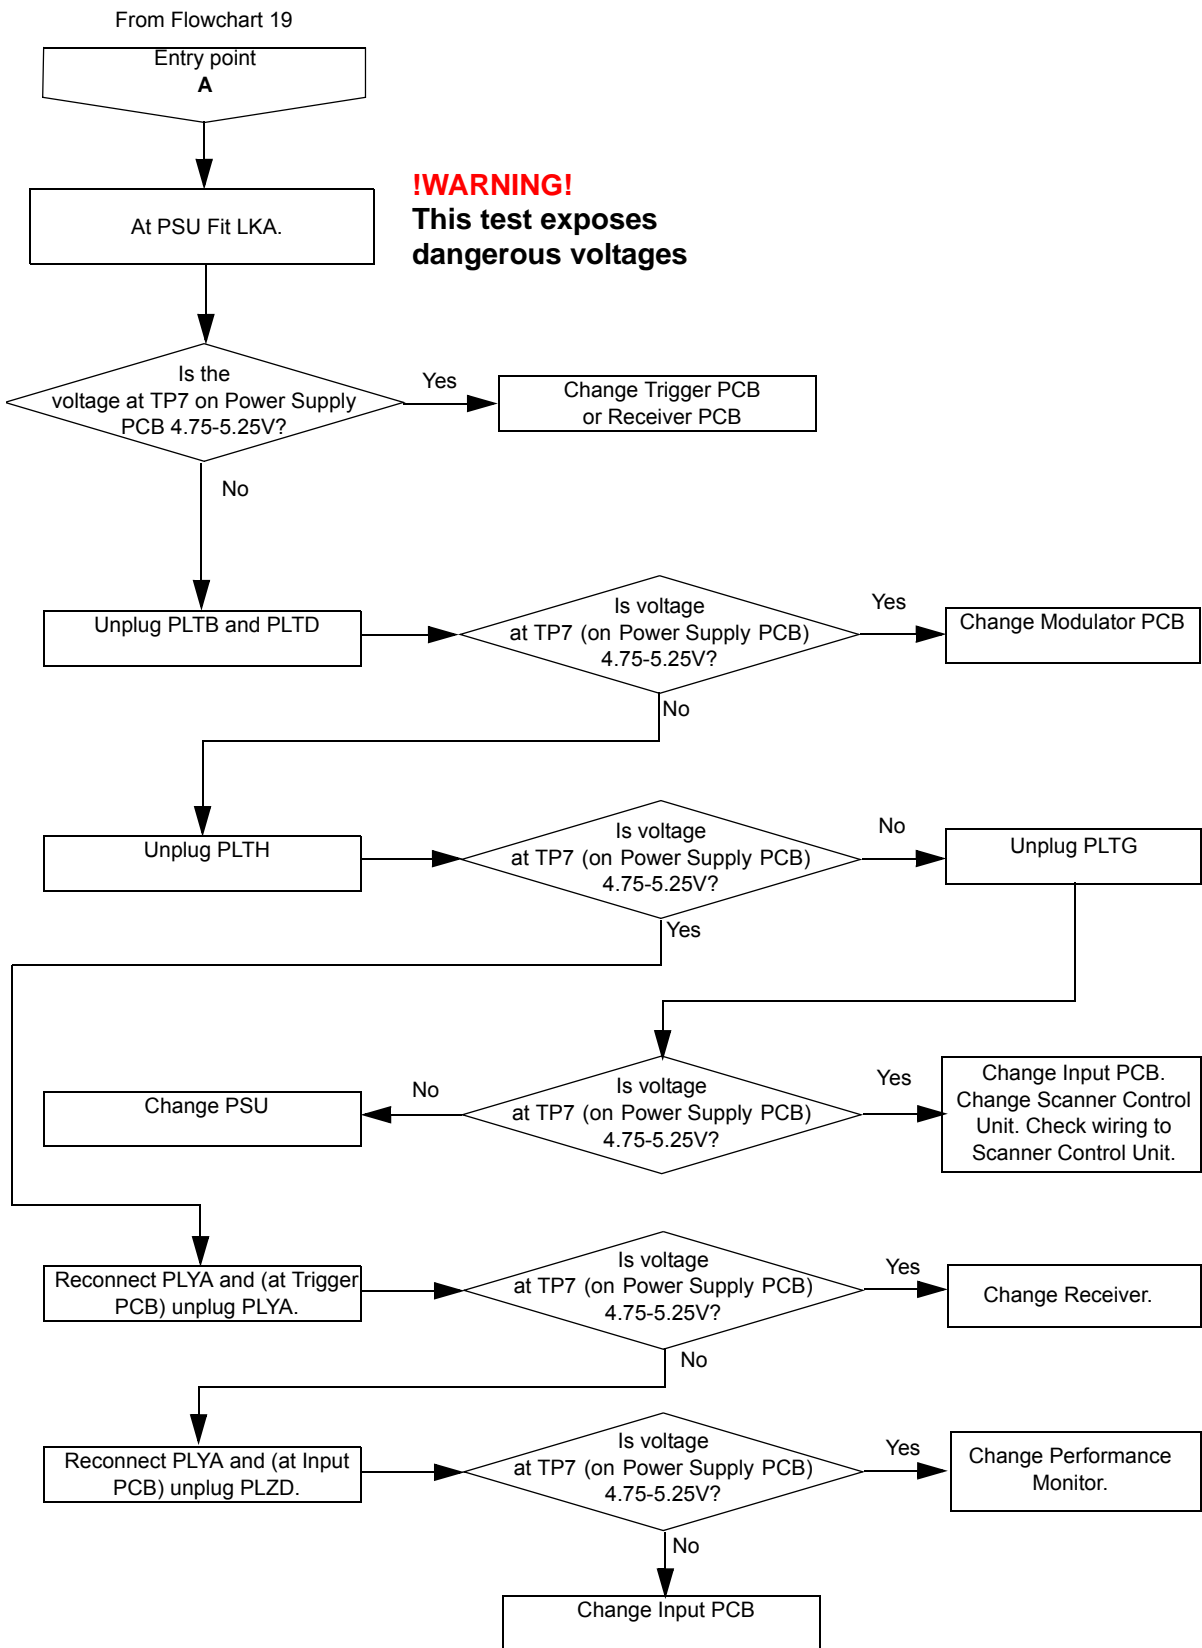 From Flowchart 19
Entry point
A
!WARNING!
This test exposes
dangerous voltages
At PSU Fit LKA.
Is the
voltage at TP7 on Power Supply
PCB 4.75-5.25V?
Yes
Change Trigger PCB
or Receiver PCB
No
Unplug PLTB and PLTD
Is voltage
at TP7 (on Power Supply PCB)
4.75-5.25V?
Yes
Change Modulator PCB
No
Unplug PLTH
Is voltage
at TP7 (on Power Supply PCB)
4.75-5.25V?
No
Unplug PLTG
Yes
Change PSU
No
Is voltage
at TP7 (on Power Supply PCB)
4.75-5.25V?
Yes
Change Input PCB.
Change Scanner Control
Unit. Check wiring to
Scanner Control Unit.
Reconnect PLYA and (at Trigger
PCB) unplug PLYA.
Is voltage
at TP7 (on Power Supply PCB)
4.75-5.25V?
Yes
Change Receiver.
No
Reconnect PLYA and (at Input
PCB) unplug PLZD.
Is voltage
at TP7 (on Power Supply PCB)
4.75-5.25V?
Yes
Change Performance
Monitor.
No
Change Input PCB